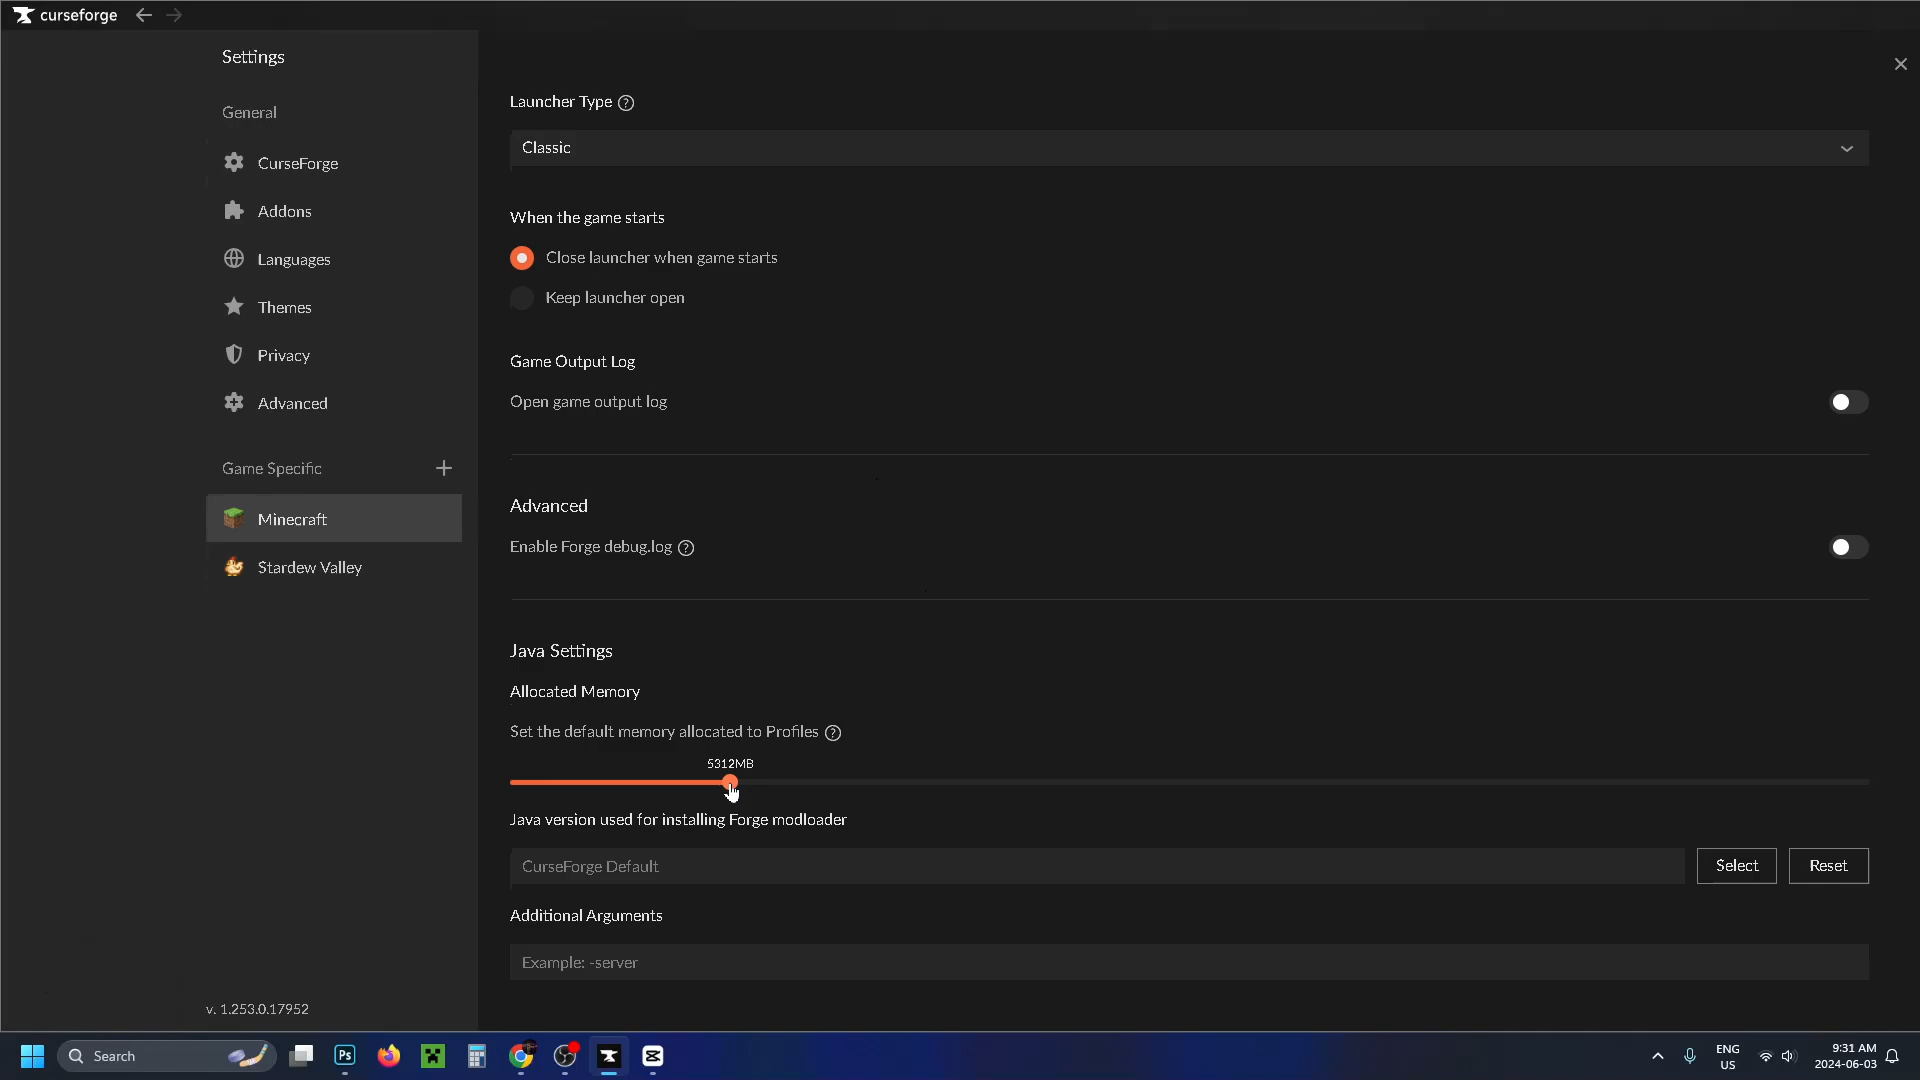 curseforge
Settings
General
CurseForge
Addons
Languages
Themes
Privacy
Advanced
Game Specific
Minecraft
Stardew Valley
v. 1.253.0.17952
Launcher Type
Classic
When the game starts
Close launcher when game starts
Keep launcher open
Game Output Log
Open game output log
Advanced
Enable Forge debug.log
Java Settings
Allocated Memory
Set the default memory allocated to Profiles
5312MB
Java version used for installing Forge modloader
CurseForge Default
Select
Reset
Additional Arguments
Example: -server
Search
Ps
ENG
US
9:31 AM
2024-06-03